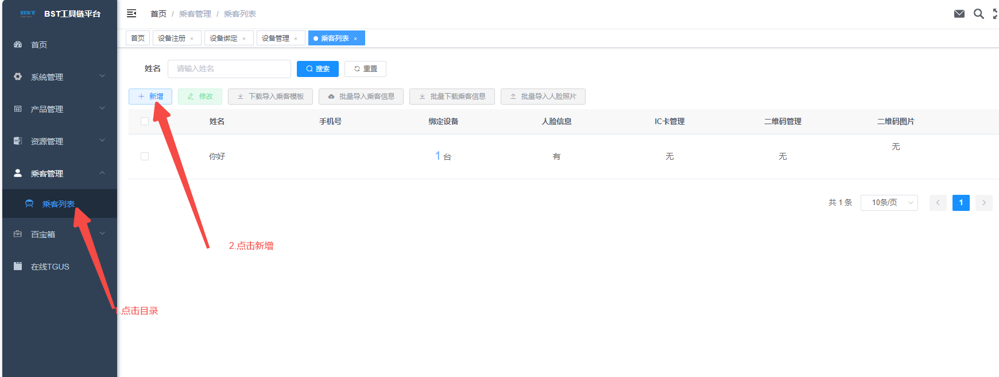 BST BST工具链平台
首页 / 乘客管理 / 乘客列表
首页
系统管理
产品管理
资源管理
乘客管理
乘客列表
百宝箱
在线TGUS
首页 设备注册 × 设备绑定 × 设备管理 × 乘客列表 ×
姓名 请输入姓名 搜索 重置
新增 修改 下载导入乘客模板 批量导入乘客信息 批量下载乘客信息 批量导入人脸照片
姓名 手机号 绑定设备 人脸信息 IC卡管理 二维码管理 二维码图片
你好 1 台 有 无 无 无
共 1 条 10条/页 1
2.点击新增
1.点击目录